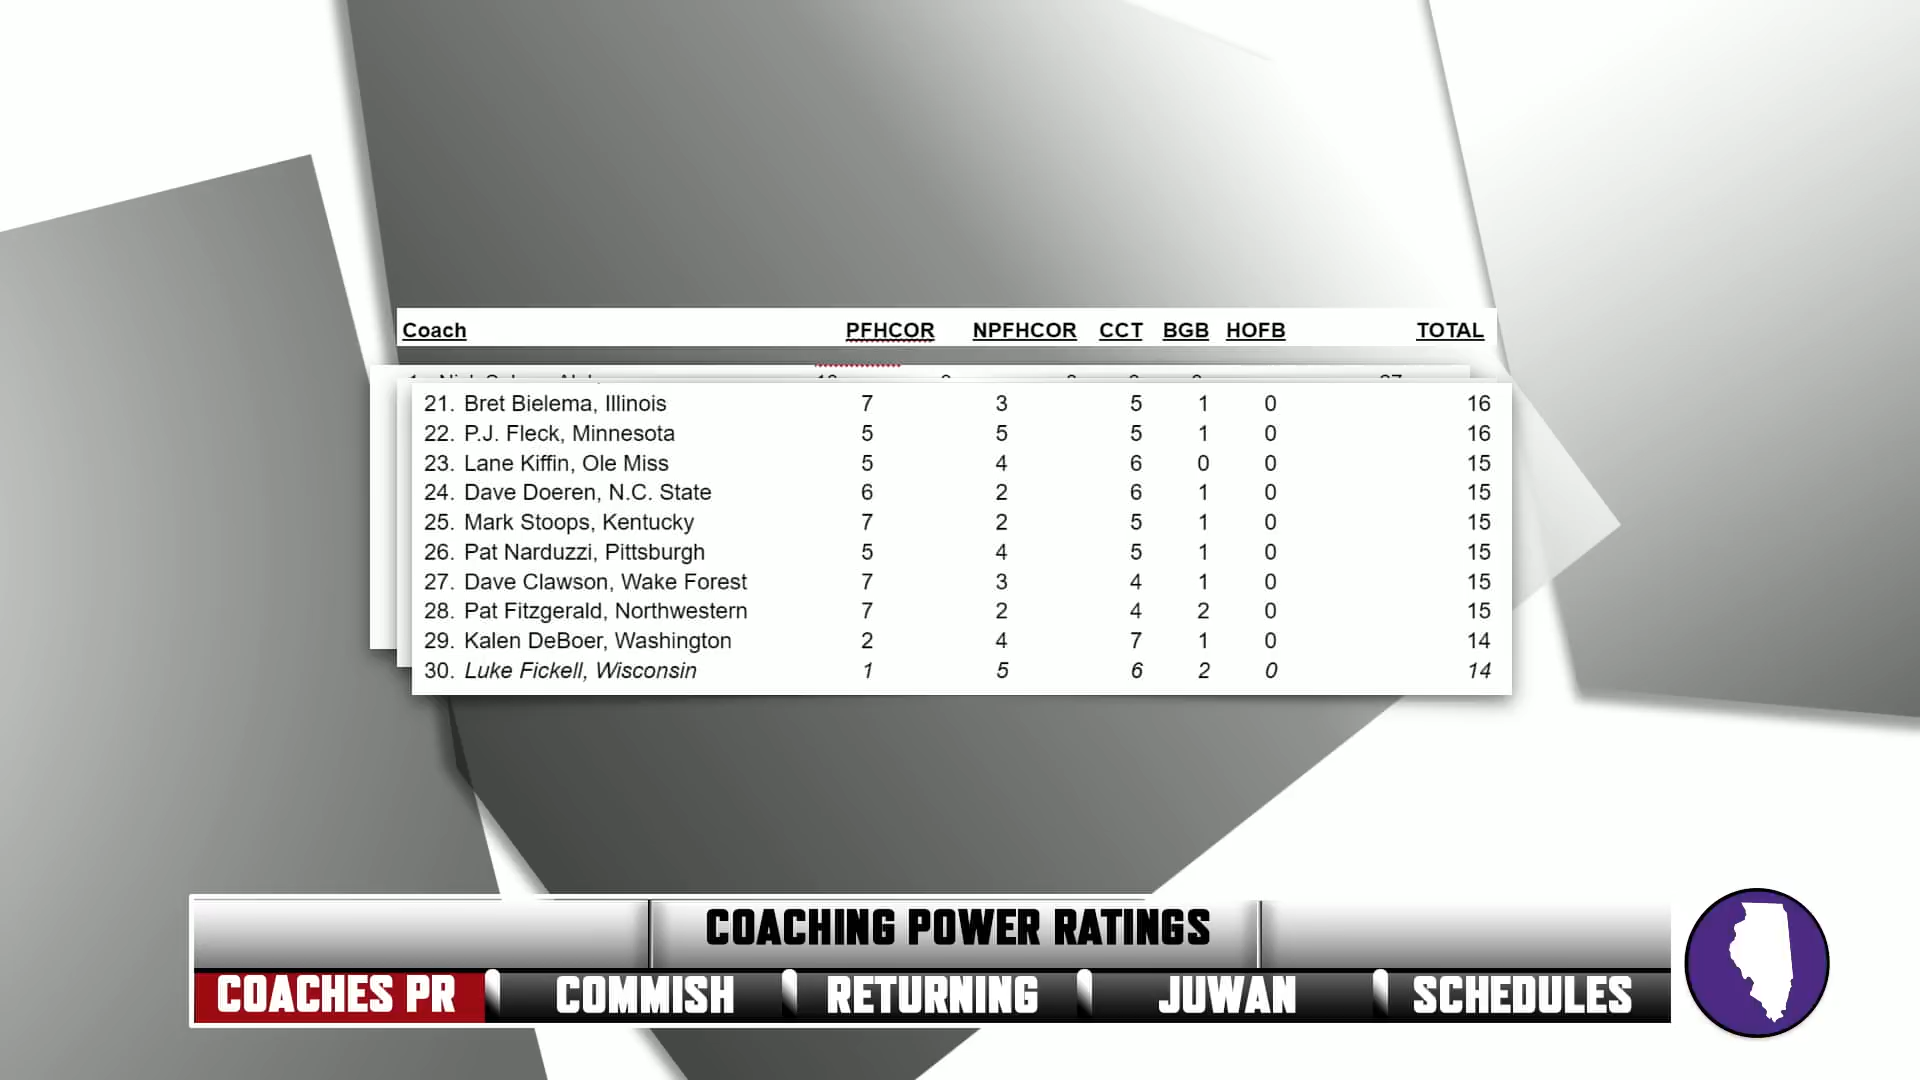 Coach PFHCOR NPFHCOR CCT BGB HOFB TOTAL
21. Bret Bielema, Illinois 7 3 5 1 0 16
22. P.J. Fleck, Minnesota 5 5 5 1 0 16
23. Lane Kiffin, Ole Miss 5 4 6 0 0 15
24. Dave Doeren, N.C. State 6 2 6 1 0 15
25. Mark Stoops, Kentucky 7 2 5 1 0 15
26. Pat Narduzzi, Pittsburgh 5 4 5 1 0 15
27. Dave Clawson, Wake Forest 7 3 4 1 0 15
28. Pat Fitzgerald, Northwestern 7 2 4 2 0 15
29. Kalen DeBoer, Washington 2 4 7 1 0 14
30. Luke Fickell, Wisconsin 1 5 6 2 0 14
COACHING POWER RATINGS
COACHES PR COMMISH RETURNING JUWAN SCHEDULES